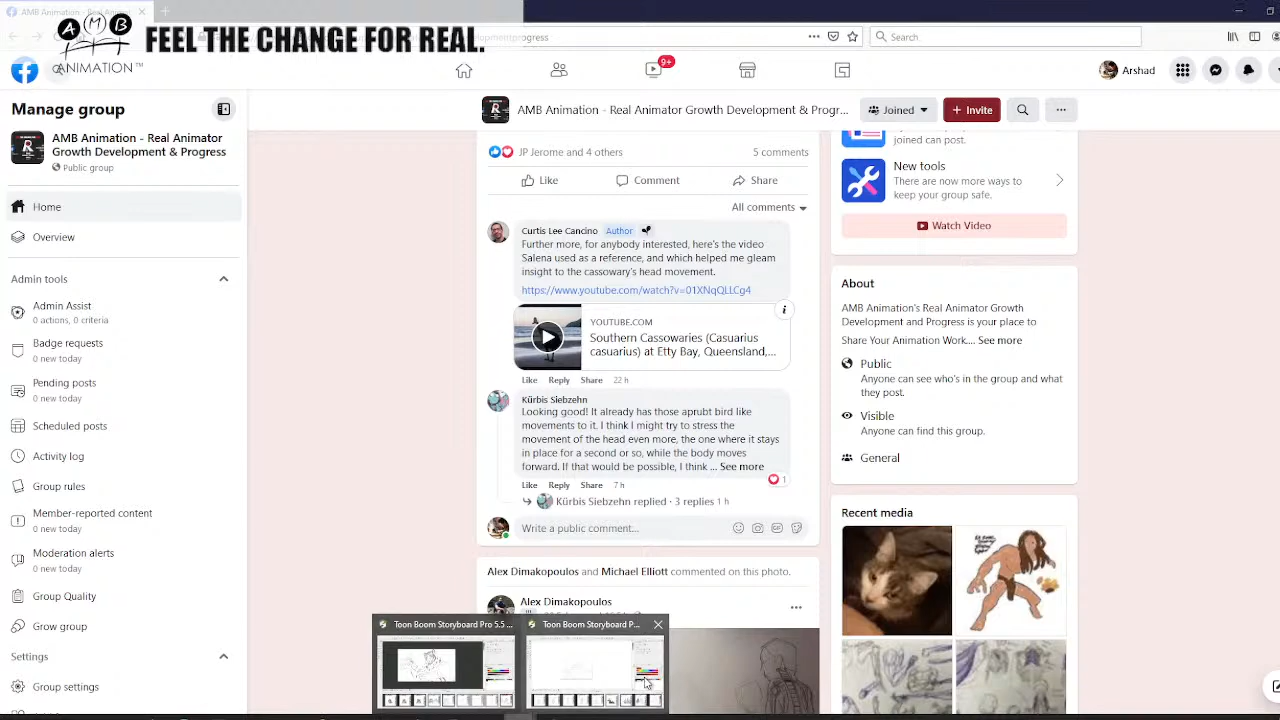 AMB Animation - Real Animator
AMB
ANIMATION™
FEEL THE CHANGE FOR REAL.
Search
9+
Arshad
Manage group
AMB Animation - Real Animator
Growth Development & Progress
Public group
Home
Overview
Admin tools
Admin Assist
0 actions, 0 criteria
Badge requests
0 new today
Pending posts
0 new today
Scheduled posts
Activity log
Group rules
Member-reported content
0 new today
Moderation alerts
0 new today
Group Quality
Grow group
Settings
Group settings
AMB Animation - Real Animator Growth Development & Progr...
Joined
+ Invite
JP Jerome and 4 others
5 comments
Like
Comment
Share
All comments
Curtis Lee Cancino Author
Further more, for anybody interested, here's the video
Salena used as a reference, and which helped me gleam
insight to the cassowary's head movement.
https://www.youtube.com/watch?v=01XNqQLLCg4
YOUTUBE.COM
Southern Cassowaries (Casuarius
casuarius) at Etty Bay, Queensland,...
Like Reply Share 22 h
Kürbis Siebzehn
Looking good! It already has those aprubt bird like
movements to it. I think I might try to stress the
movement of the head even more, the one where it stays
in place for a second or so, while the body moves
forward. If that would be possible, I think ... See more
1
Like Reply Share 7 h
Kürbis Siebzehn replied · 3 replies 1 h
Write a public comment...
Alex Dimakopoulos and Michael Elliott commented on this photo.
Alex Dimakopoulos
Toon Boom Storyboard Pro 5.5 ...
Toon Boom Storyboard P...
joined can post.
New tools
There are now more ways to
keep your group safe.
Watch Video
About
AMB Animation's Real Animator Growth
Development and Progress is your place to
Share Your Animation Work.... See more
Public
Anyone can see who's in the group and what
they post.
Visible
Anyone can find this group.
General
Recent media